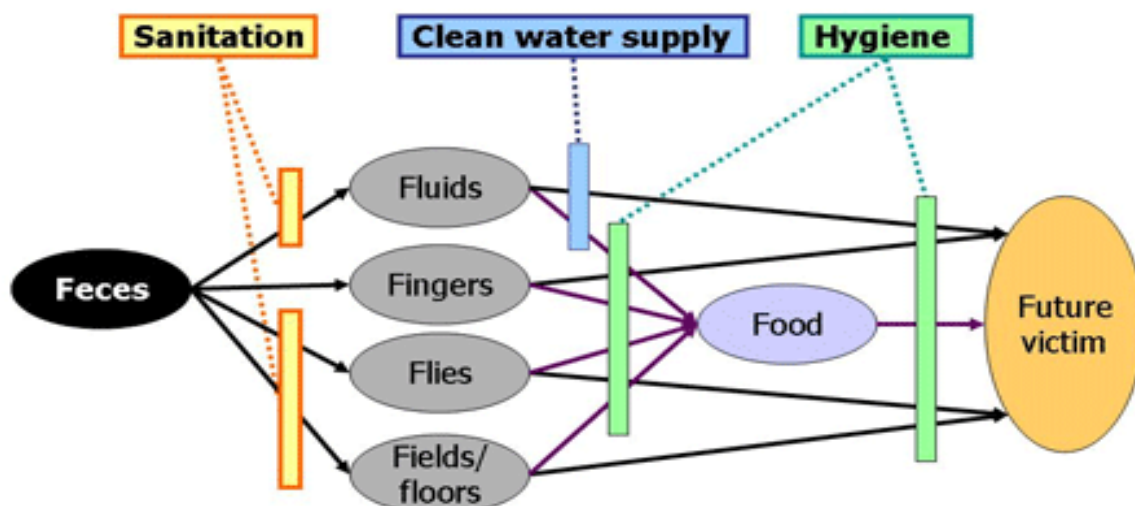 Sanitation
Clean water supply
Hygiene
Fluids
Feces
Fingers
Food
Future
victim
Flies
Fields/
floors